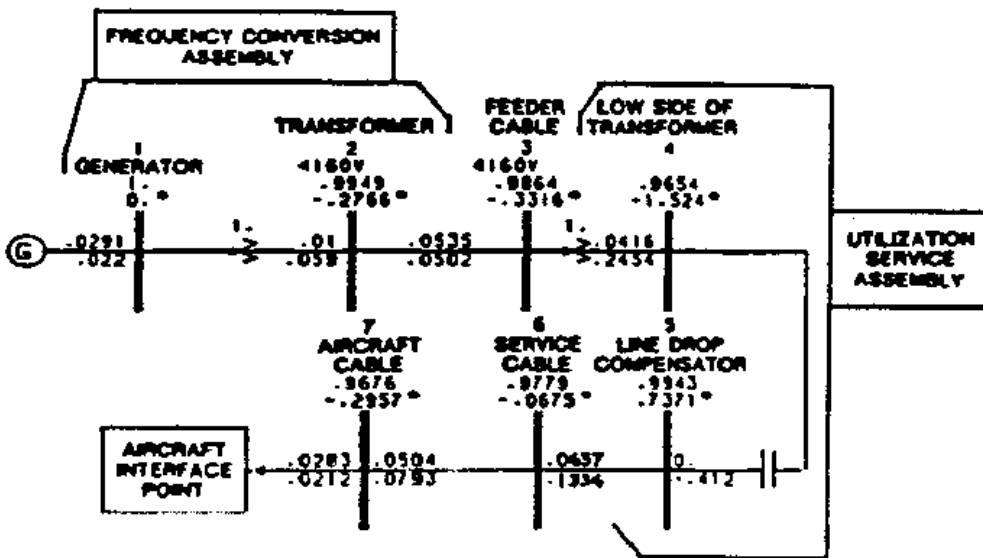 FREQUENCY CONVERSION
ASSEMBLY
FEEDER
CABLE
LOW SIDE OF
TRANSFORMER
TRANSFORMER
1
2
3
4
GENERATOR
4160V
4160V
1.
0.°
.9949
-.2766°
.9864
-.3316°
.9654
-1.524°
G
.0291
.022
1.
.01
.059
.0535
.0502
1.
.0416
.2454
UTILIZATION
SERVICE
ASSEMBLY
7
AIRCRAFT
CABLE
.9676
-.2957°
6
SERVICE
CABLE
.9779
-.0675°
5
LINE DROP
COMPENSATOR
.9943
.7371°
AIRCRAFT
INTERFACE
POINT
.0283
.0212
.0504
.0793
.0637
0.
-.412